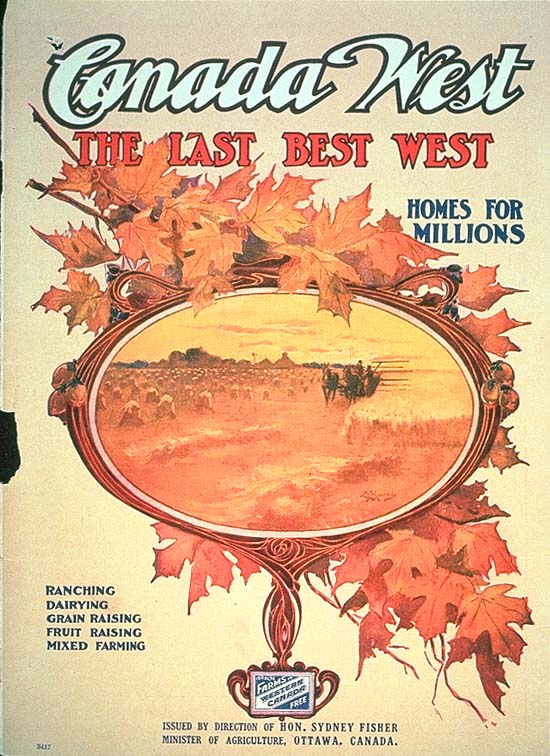 Canada West
THE LAST BEST WEST
HOMES FOR
MILLIONS
RANCHING
DAIRYING
GRAIN RAISING
FRUIT RAISING
MIXED FARMING
FARMS IN
WESTERN
CANADA
FREE
ISSUED BY DIRECTION OF HON. SYDNEY FISHER
MINISTER OF AGRICULTURE, OTTAWA, CANADA.
3417